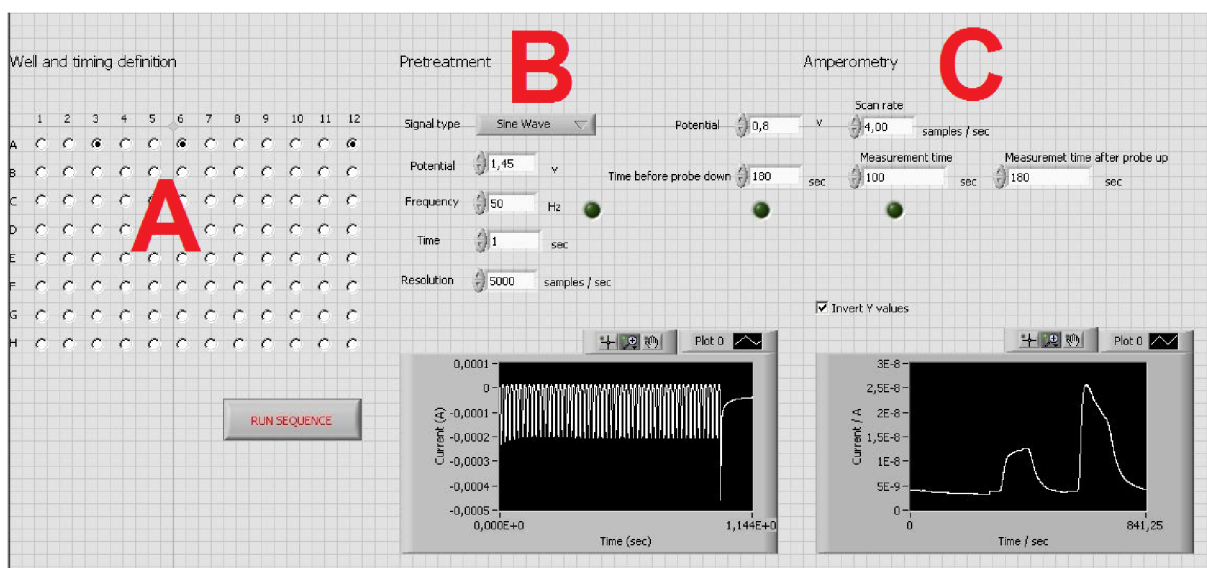 Well and timing definition
1 2 3 4 5 6 7 8 9 10 11 12
A
B
C
D
E
F
G
H
A
RUN SEQUENCE
Pretreatment
B
Signal type Sine Wave
Potential 1,45 V
Frequency 50 Hz
Time 1 sec
Resolution 5000 samples / sec
Plot 0
0,0001
0
-0,0001
-0,0002
-0,0003
-0,0004
-0,0005
Current (A)
0,000E+0 1,144E+0
Time (sec)
Amperometry
C
Scan rate
Potential 0,8 V 4,00 samples / sec
Measurement time Measuremet time after probe up
Time before probe down 180 sec 100 sec 180 sec
Invert Y values
Plot 0
3E-8
2,5E-8
2E-8
1,5E-8
1E-8
5E-9
0
Current / A
0 841,25
Time / sec